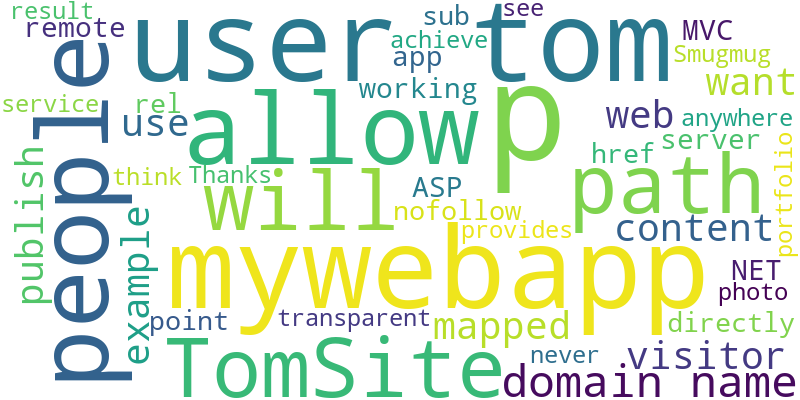 result
remote
people
user
sub
see
tom
achieve
app
MVC
Smugmug
want
service
rel
use
working
allow
p
web
anywhere
server
href
publish
think
Thanks
will
ASP
nofollow
provides
path
portfolio
content
example
mywebapp
NET
photo
point
transparent
mapped
directly
TomSite
never
visitor
domain name